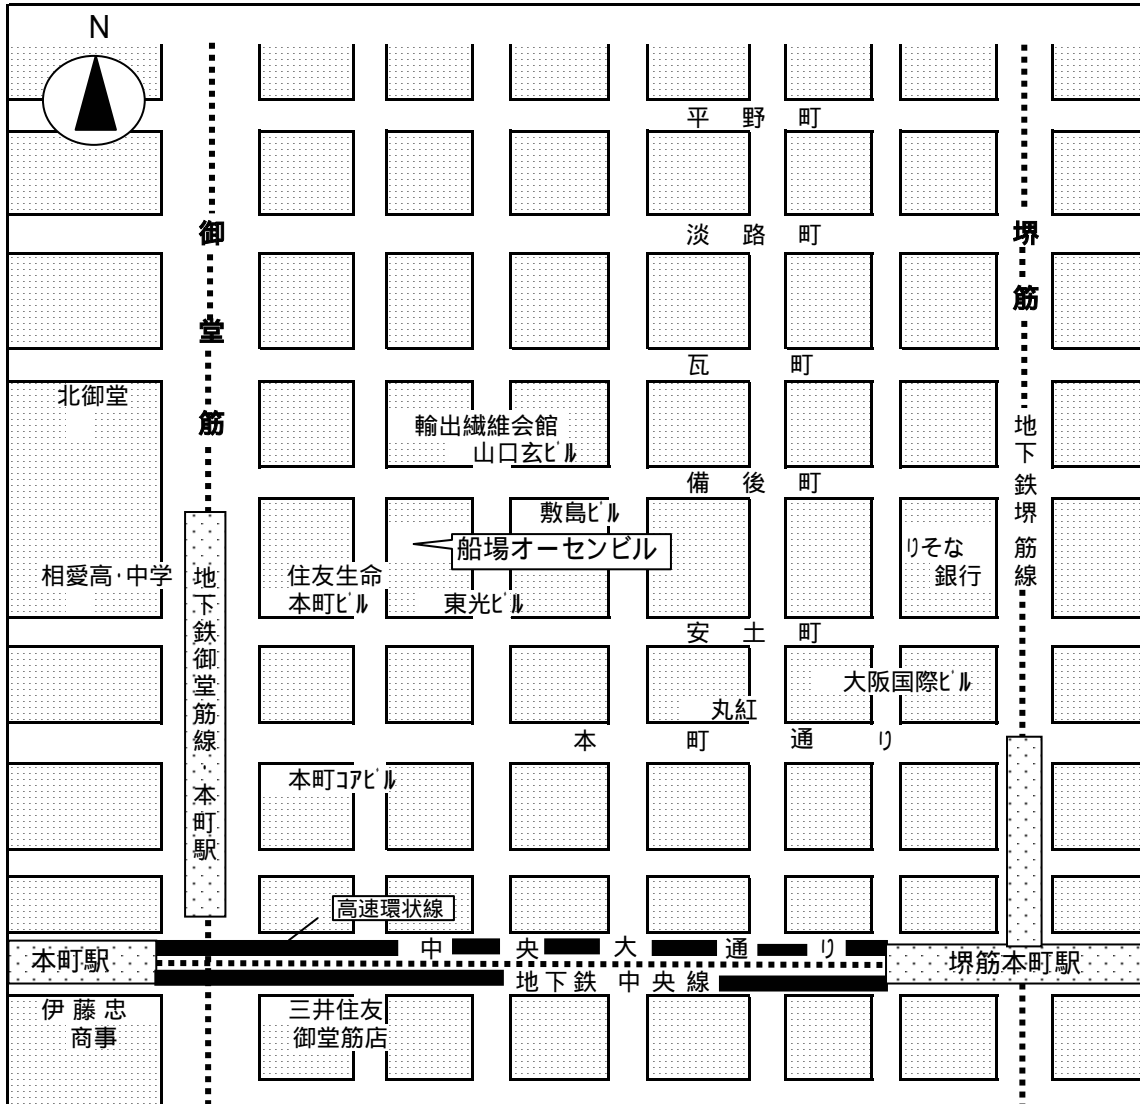 N
平野町
淡路町
御堂筋
堺筋
瓦町
北御堂
輸出繊維会館
山口玄ﾋﾞﾙ
地下鉄堺筋線
備後町
敷島ﾋﾞﾙ
船場オーセンビル
りそな
銀行
相愛高･中学
住友生命
本町ﾋﾞﾙ
東光ﾋﾞﾙ
地下鉄御堂筋線・本町駅
安土町
大阪国際ﾋﾞﾙ
丸紅
本町通り
本町ｺｱﾋﾞﾙ
高速環状線
中央大通り
本町駅
堺筋本町駅
地下鉄中央線
伊藤忠
商事
三井住友
御堂筋店